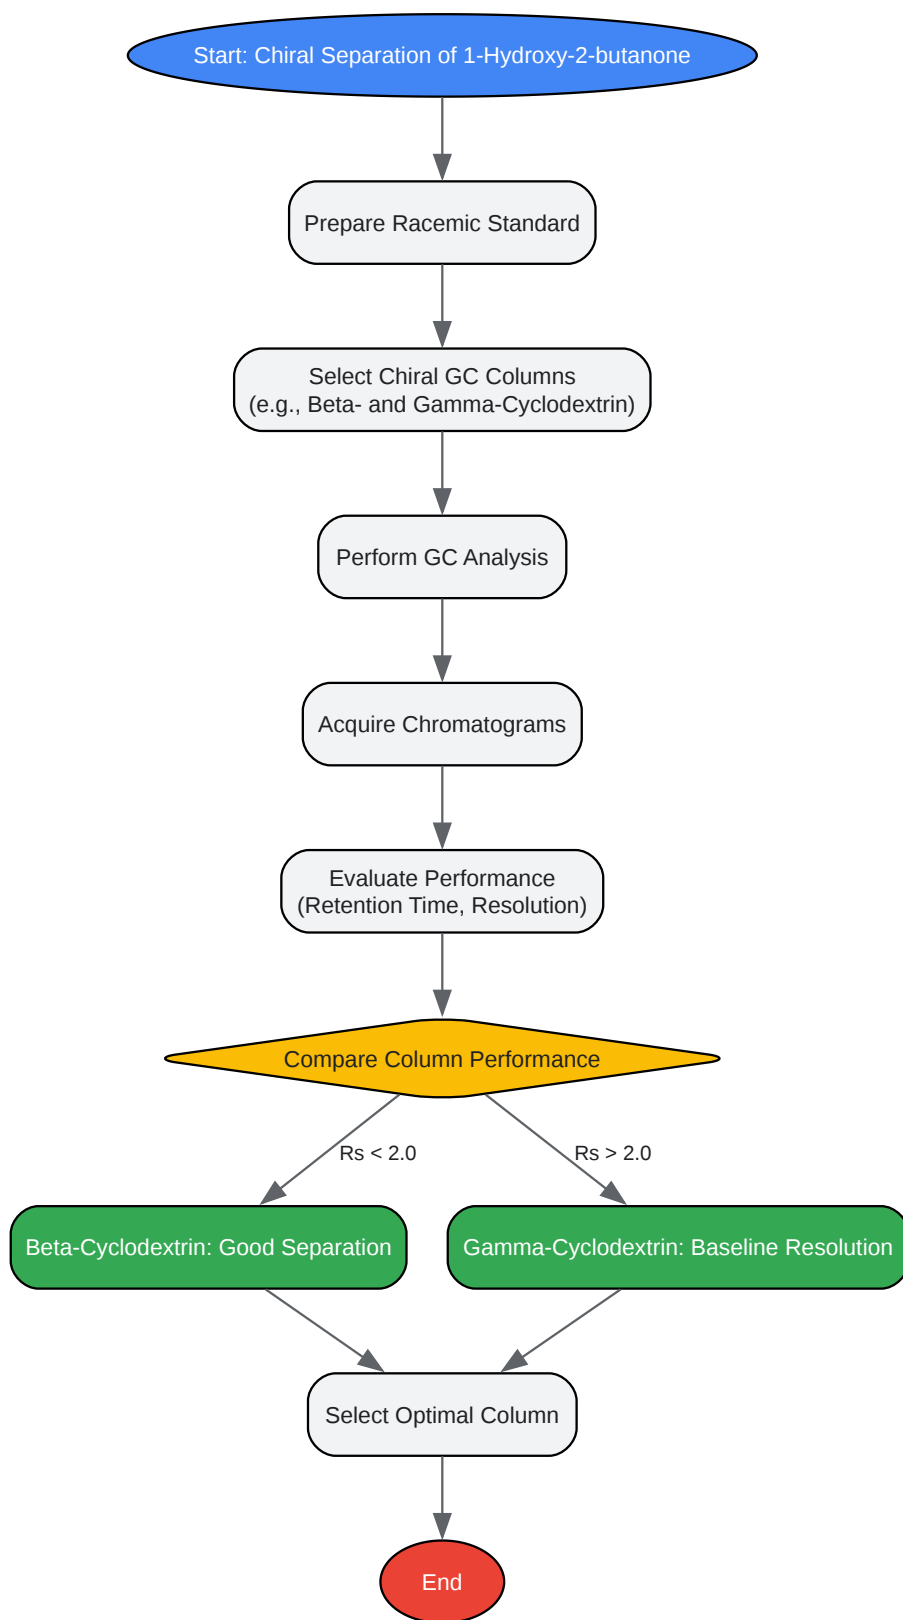 Start: Chiral Separation of 1-Hydroxy-2-butanone
Prepare Racemic Standard
Select Chiral GC Columns
(e.g., Beta- and Gamma-Cyclodextrin)
Perform GC Analysis
Acquire Chromatograms
Evaluate Performance
(Retention Time, Resolution)
Compare Column Performance
Rs < 2.0
Rs > 2.0
Beta-Cyclodextrin: Good Separation
Gamma-Cyclodextrin: Baseline Resolution
Select Optimal Column
End